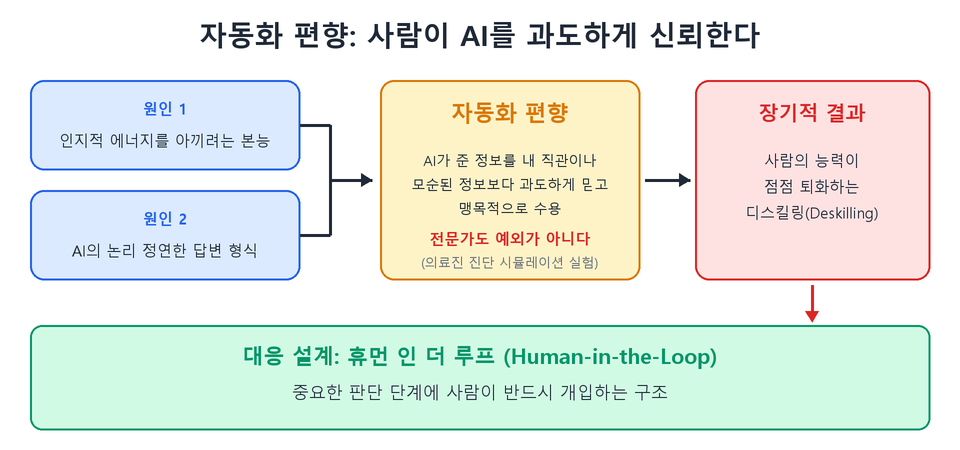 자동화 편향: 사람이 AI를 과도하게 신뢰한다
원인 1
인지적 에너지를 아끼려는 본능
원인 2
AI의 논리 정연한 답변 형식
자동화 편향
AI가 준 정보를 내 직관이나
모순된 정보보다 과도하게 믿고
맹목적으로 수용
전문가도 예외가 아니다
(의료진 진단 시뮬레이션 실험)
장기적 결과
사람의 능력이
점점 퇴화하는
디스킬링(Deskilling)
대응 설계: 휴먼 인 더 루프 (Human-in-the-Loop)
중요한 판단 단계에 사람이 반드시 개입하는 구조